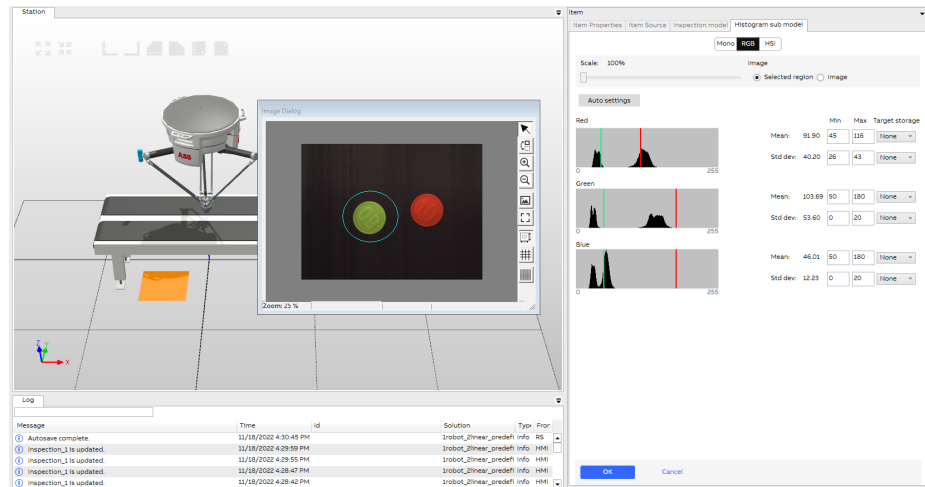 Station
ABB
Z
Y
X
Image Dialog
Zoom: 25 %
Log
Message Time Id Solution Type From
Autosave complete. 11/18/2022 4:30:45 PM 1robot_2linear_predefi Info RS
Inspection_1 is updated. 11/18/2022 4:29:59 PM 1robot_2linear_predefi Info HMI
Inspection_1 is updated. 11/18/2022 4:29:55 PM 1robot_2linear_predefi Info HMI
Inspection_1 is updated. 11/18/2022 4:28:47 PM 1robot_2linear_predefi Info HMI
Inspection_1 is updated. 11/18/2022 4:28:42 PM 1robot_2linear_predefi Info HMI
Item
Item Properties Item Source Inspection model Histogram sub model
Mono RGB HSI
Scale: 100% Image
Selected region Image
Auto settings
Red Min Max Target storage
Mean: 91.90 45 116 None
Std dev: 40.20 26 43 None
0 255
Green
Mean: 103.69 50 180 None
Std dev: 53.60 0 20 None
0 255
Blue
Mean: 46.01 50 180 None
Std dev: 12.23 0 20 None
0 255
OK Cancel